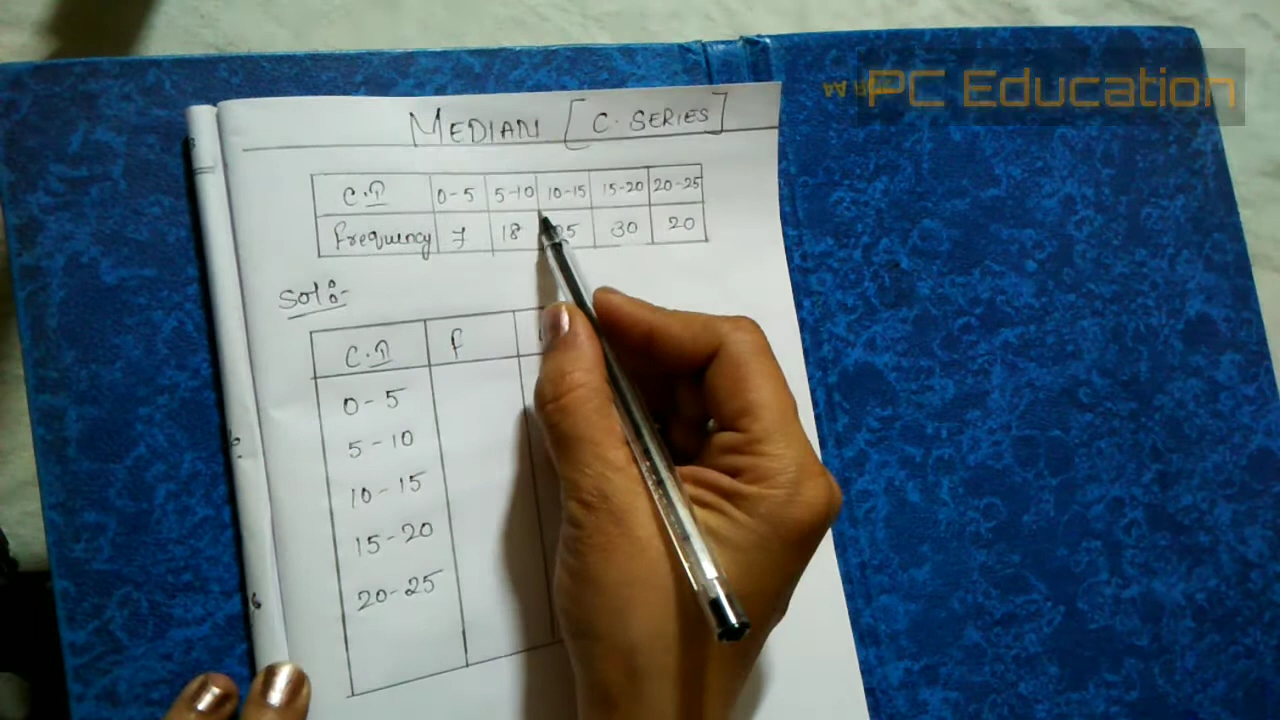 PC Education
MEDIAN [C. SERIES]
C.I 0-5 5-10 10-15 15-20 20-25
frequency 7 18 25 30 20
Sol:-
C.I f
0-5
5-10
10-15
15-20
20-25